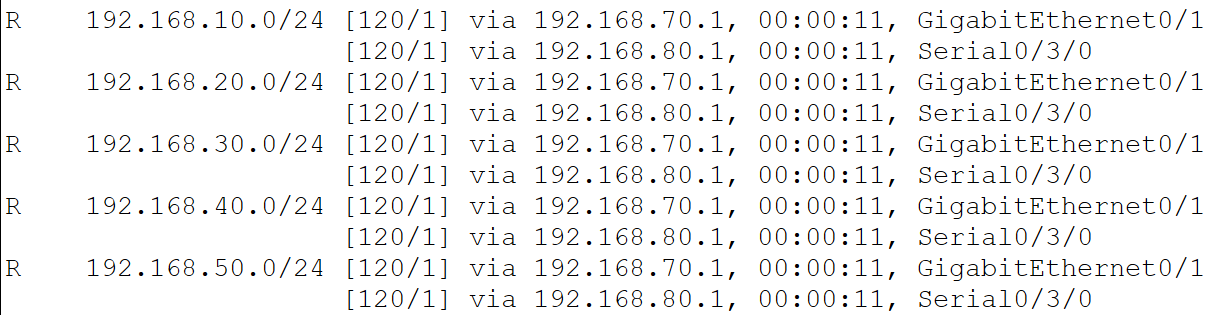 R    192.168.10.0/24 [120/1] via 192.168.70.1, 00:00:11, GigabitEthernet0/1
                     [120/1] via 192.168.80.1, 00:00:11, Serial0/3/0
R    192.168.20.0/24 [120/1] via 192.168.70.1, 00:00:11, GigabitEthernet0/1
                     [120/1] via 192.168.80.1, 00:00:11, Serial0/3/0
R    192.168.30.0/24 [120/1] via 192.168.70.1, 00:00:11, GigabitEthernet0/1
                     [120/1] via 192.168.80.1, 00:00:11, Serial0/3/0
R    192.168.40.0/24 [120/1] via 192.168.70.1, 00:00:11, GigabitEthernet0/1
                     [120/1] via 192.168.80.1, 00:00:11, Serial0/3/0
R    192.168.50.0/24 [120/1] via 192.168.70.1, 00:00:11, GigabitEthernet0/1
                     [120/1] via 192.168.80.1, 00:00:11, Serial0/3/0